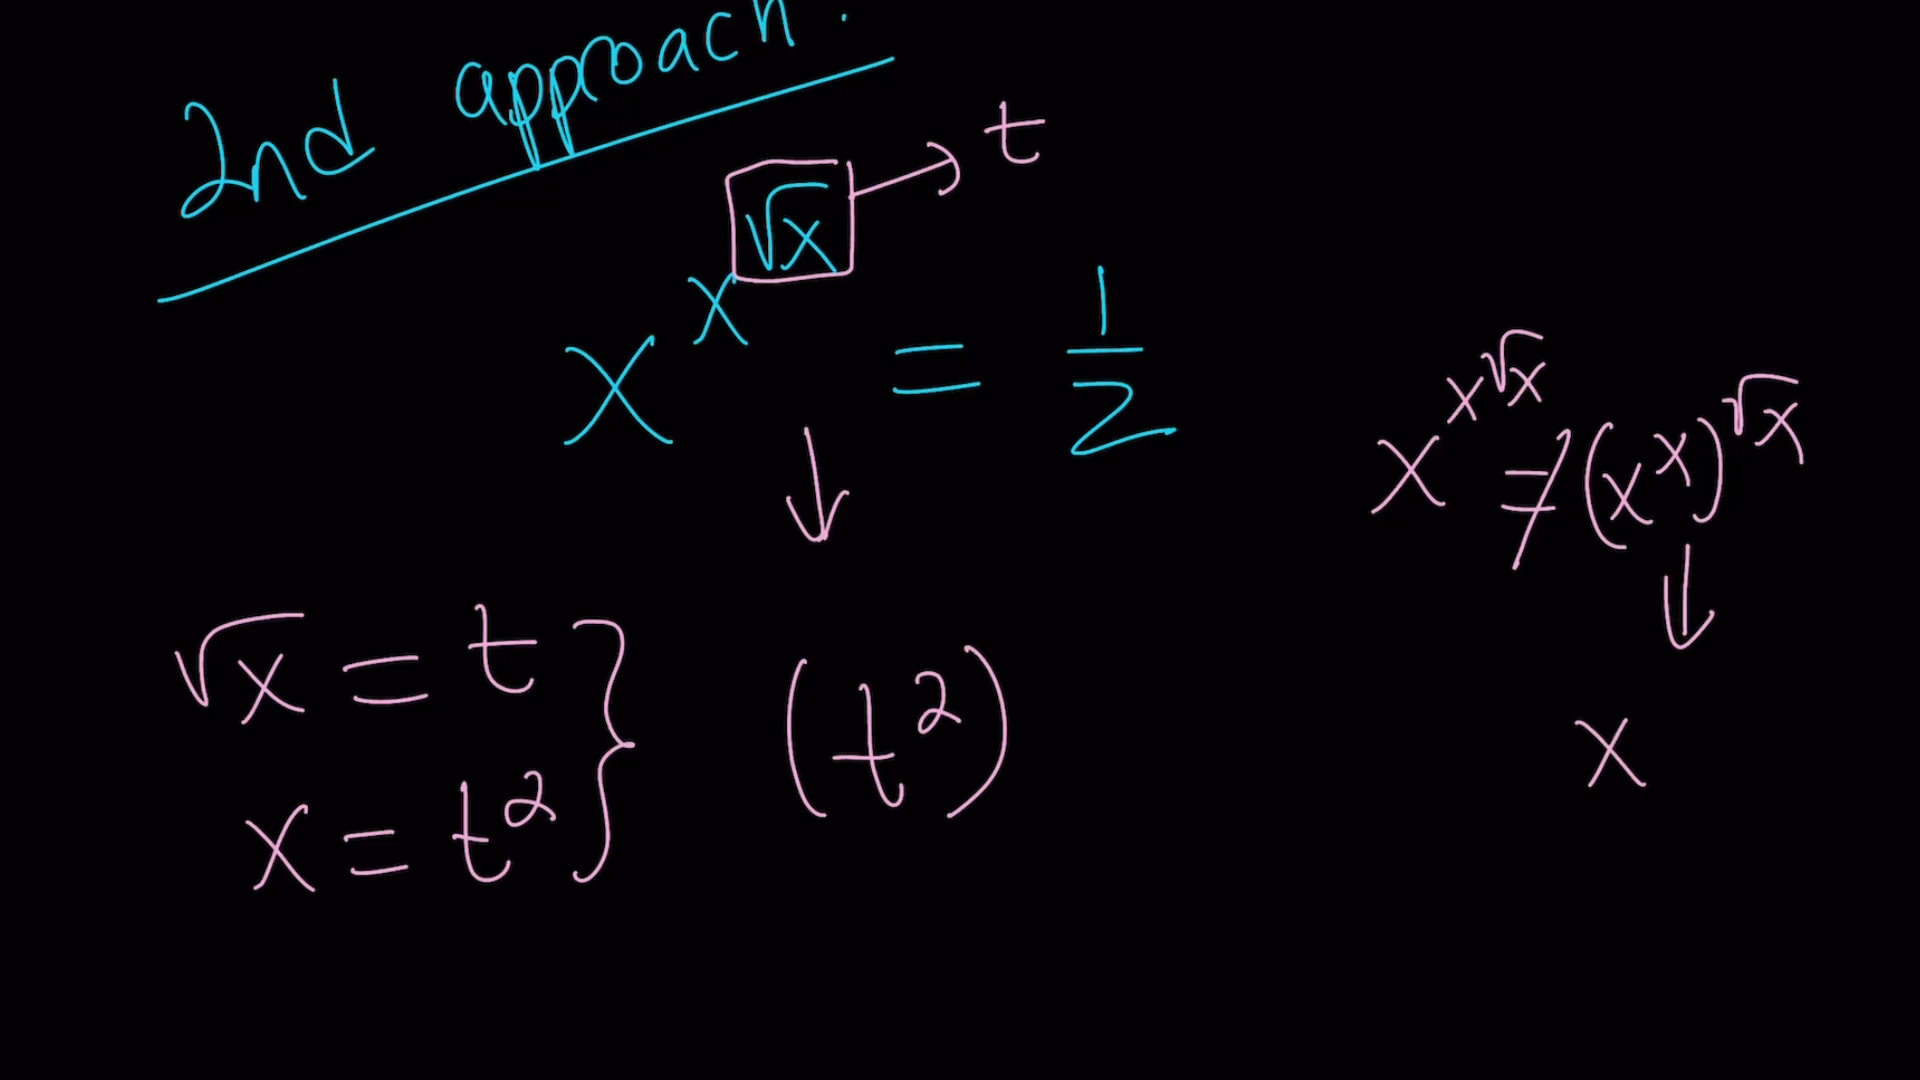 2nd approach:
x^x^√x = 1/2
√x → t
x^x^√x ≠ (x^x)^√x
√x = t
x = t²
}
(t²)
x